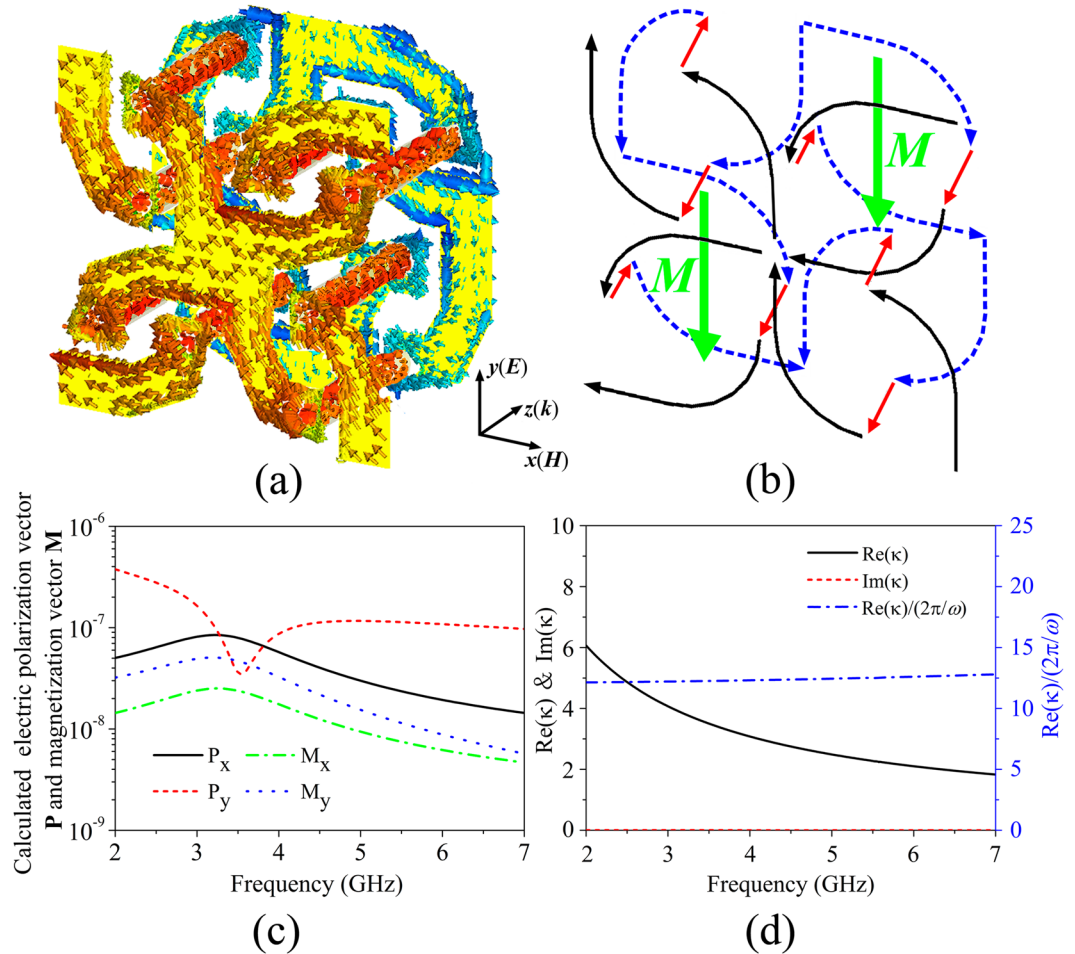 y(E)
z(k)
x(H)
(a)
M
M
(b)
Calculated electric polarization vector
P and magnetization vector M
10^-6
10^-7
10^-8
10^-9
P_x
M_x
P_y
M_y
2 3 4 5 6 7
Frequency (GHz)
(c)
Re(κ) & Im(κ)
10
8
6
4
2
0
Re(κ)
Im(κ)
Re(κ)/(2π/ω)
25
20
15
10
5
0
Re(κ)/(2π/ω)
2 3 4 5 6 7
Frequency (GHz)
(d)